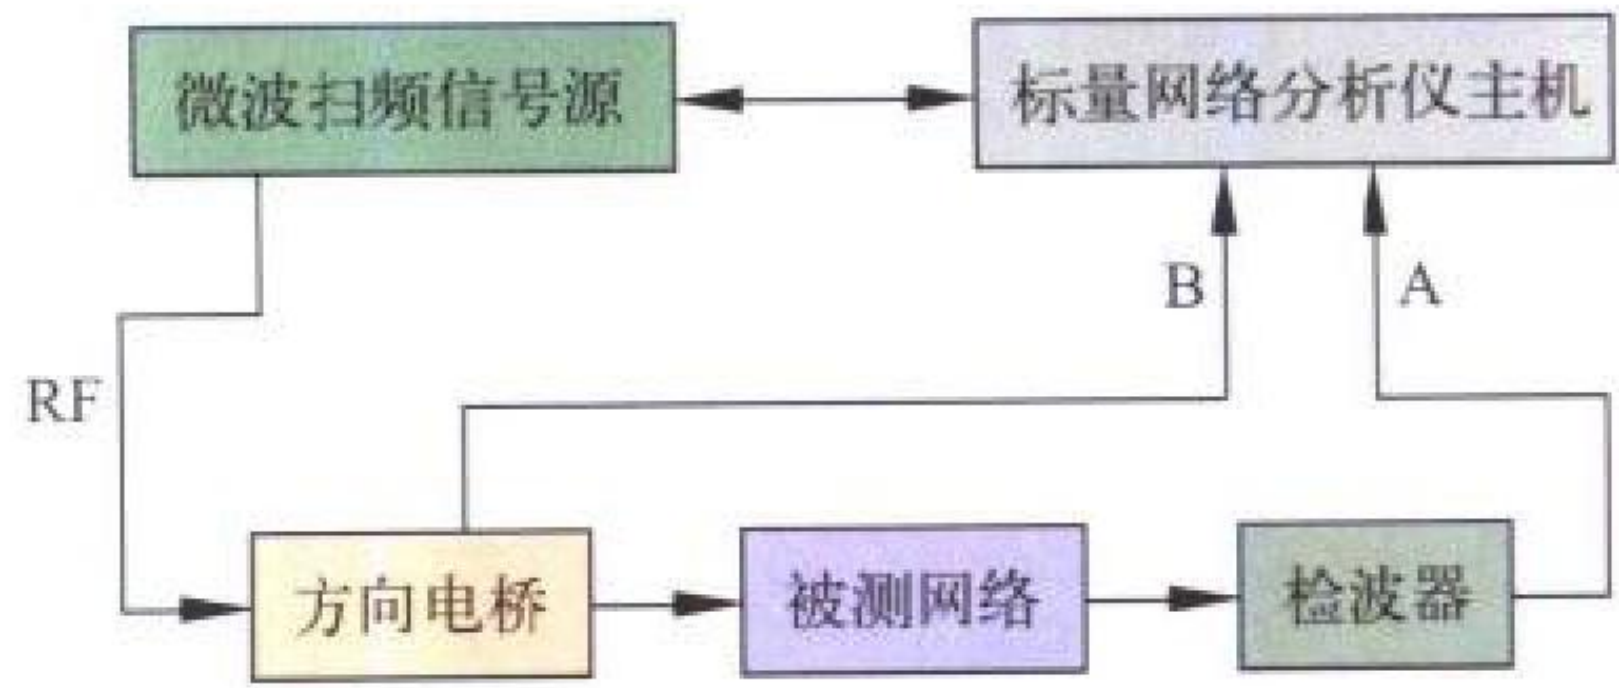 微波扫频信号源
标量网络分析仪主机
B
A
RF
方向电桥
被测网络
检波器